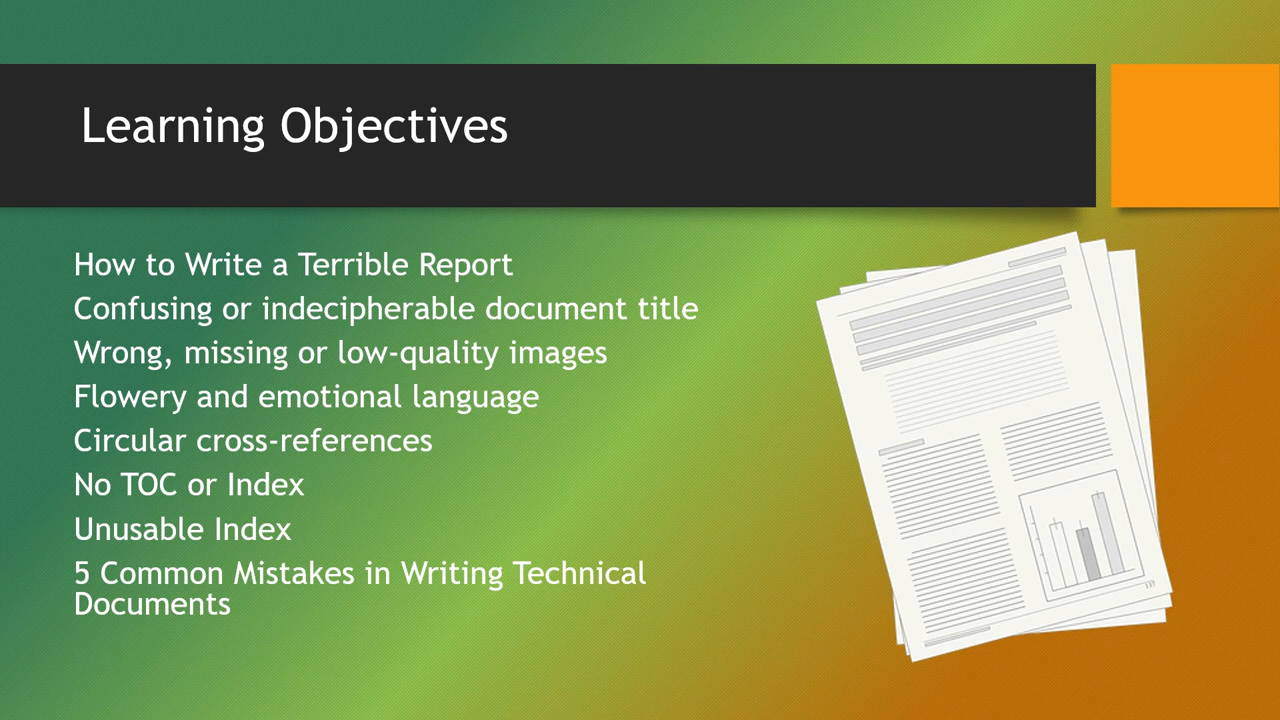 Learning Objectives
How to Write a Terrible Report
Confusing or indecipherable document title
Wrong, missing or low-quality images
Flowery and emotional language
Circular cross-references
No TOC or Index
Unusable Index
5 Common Mistakes in Writing Technical
Documents